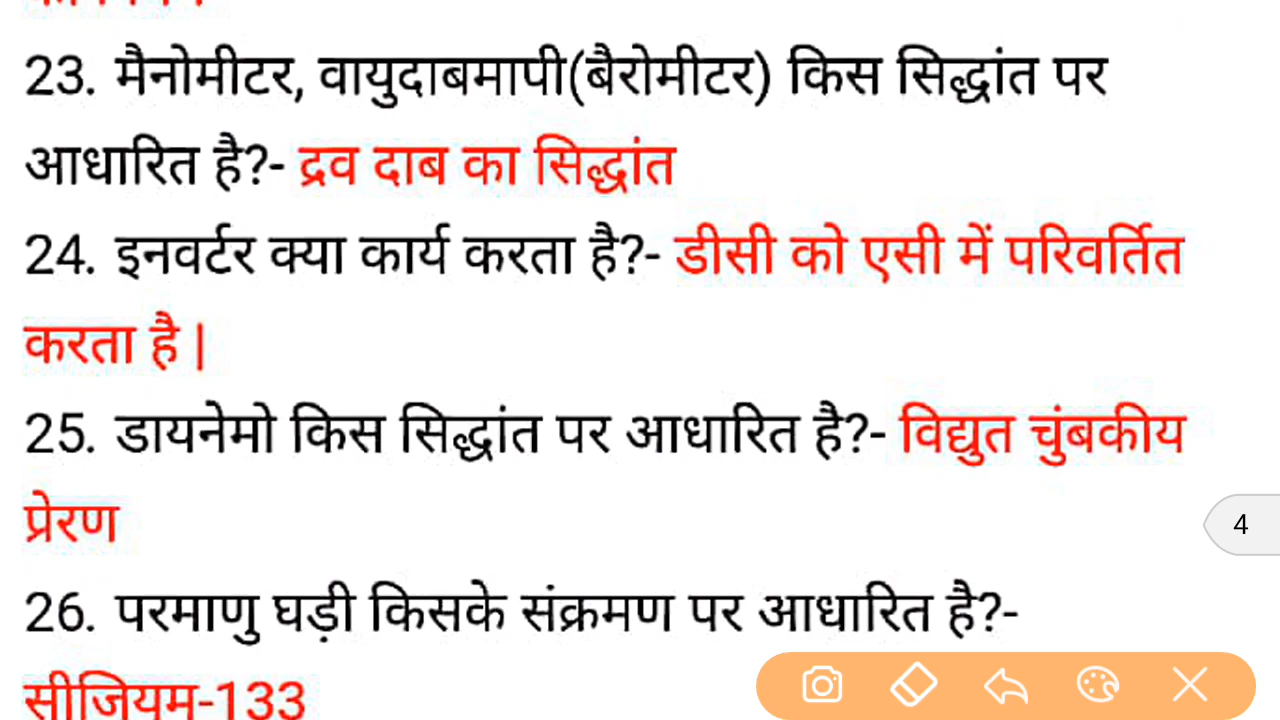 23. मैनोमीटर, वायुदाबमापी(बैरोमीटर) किस सिद्धांत पर
आधारित है?- द्रव दाब का सिद्धांत
24. इनवर्टर क्या कार्य करता है?- डीसी को एसी में परिवर्तित
करता है|
25. डायनेमो किस सिद्धांत पर आधारित है?- विद्युत चुंबकीय
प्रेरण
4
26. परमाणु घड़ी किसके संक्रमण पर आधारित है?-
सीजियम-133